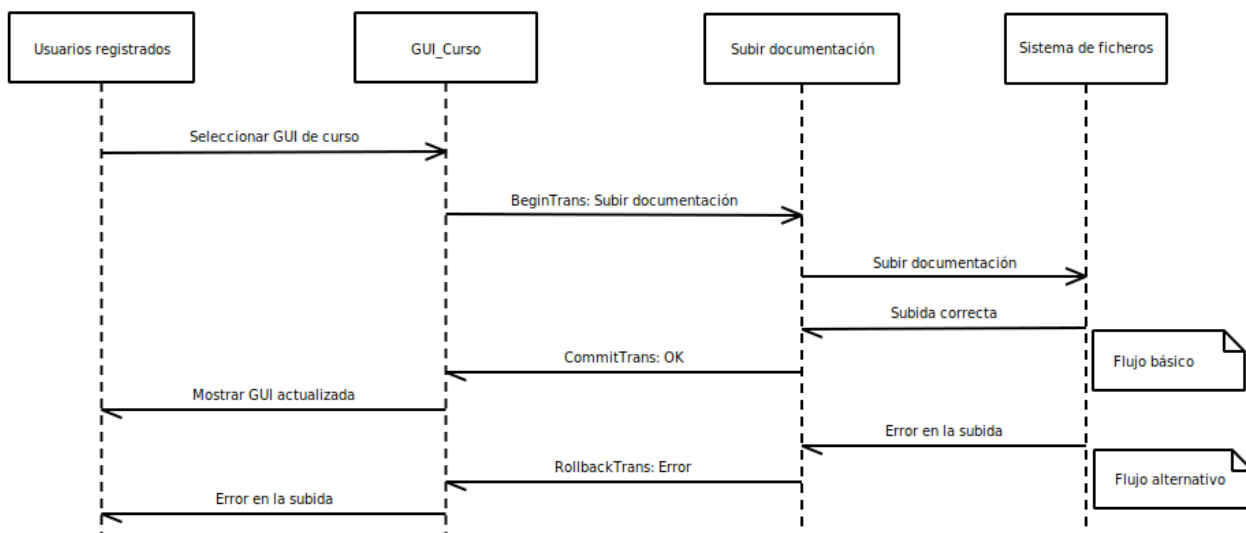 Usuarios registrados
GUI_Curso
Subir documentación
Sistema de ficheros
Seleccionar GUI de curso
BeginTrans: Subir documentación
Subir documentación
Subida correcta
CommitTrans: OK
Flujo básico
Mostrar GUI actualizada
Error en la subida
RollbackTrans: Error
Flujo alternativo
Error en la subida